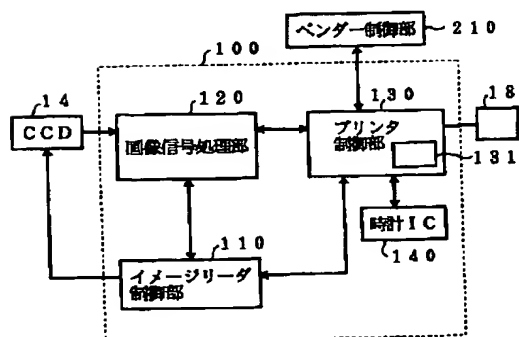 ベンダー制御部
210
100
14
CCD
120
画像信号処理部
130
プリンタ
制御部
131
18
時計IC
140
110
イメージリーダ
制御部